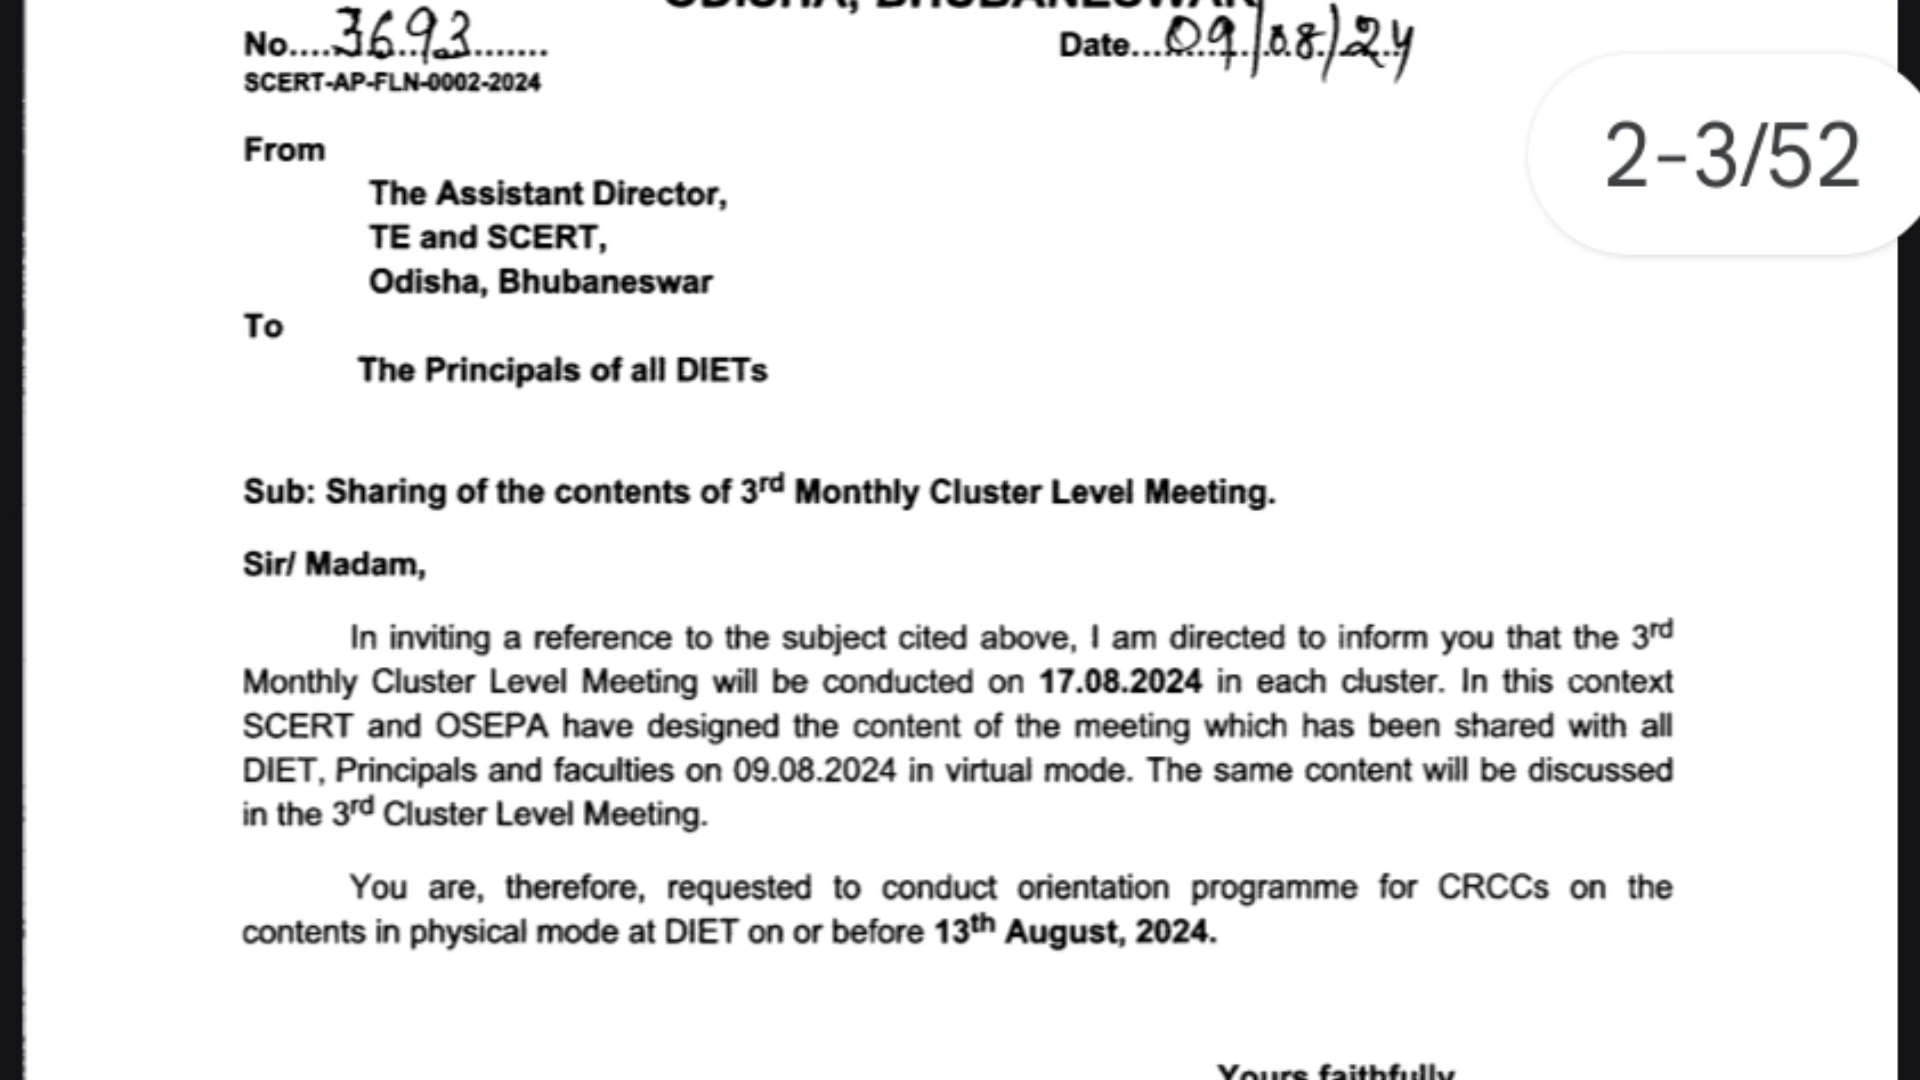 ODISHA, BHUBANESWAR
No....3693.......
Date....09/08/24
SCERT-AP-FLN-0002-2024
2-3/52
From
The Assistant Director,
TE and SCERT,
Odisha, Bhubaneswar
To
The Principals of all DIETs
Sub: Sharing of the contents of 3rd Monthly Cluster Level Meeting.
Sir/ Madam,
In inviting a reference to the subject cited above, I am directed to inform you that the 3rd
Monthly Cluster Level Meeting will be conducted on 17.08.2024 in each cluster. In this context
SCERT and OSEPA have designed the content of the meeting which has been shared with all
DIET, Principals and faculties on 09.08.2024 in virtual mode. The same content will be discussed
in the 3rd Cluster Level Meeting.
You are, therefore, requested to conduct orientation programme for CRCCs on the
contents in physical mode at DIET on or before 13th August, 2024.
Yours faithfully